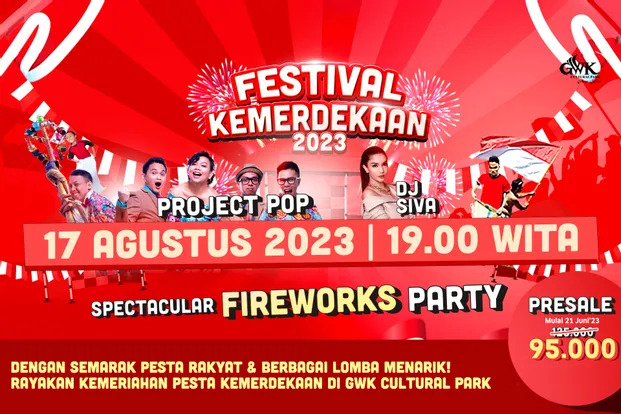 GWK
CULTURAL PARK
FESTIVAL
KEMERDEKAAN
2023
PROJECT POP
DJ
SIVA
17 AGUSTUS 2023 | 19.00 WITA
SPECTACULAR FIREWORKS PARTY
PRESALE
Mulai 21 Juni'23
125.000
95.000
DENGAN SEMARAK PESTA RAKYAT & BERBAGAI LOMBA MENARIK!
RAYAKAN KEMERIAHAN PESTA KEMERDEKAAN DI GWK CULTURAL PARK